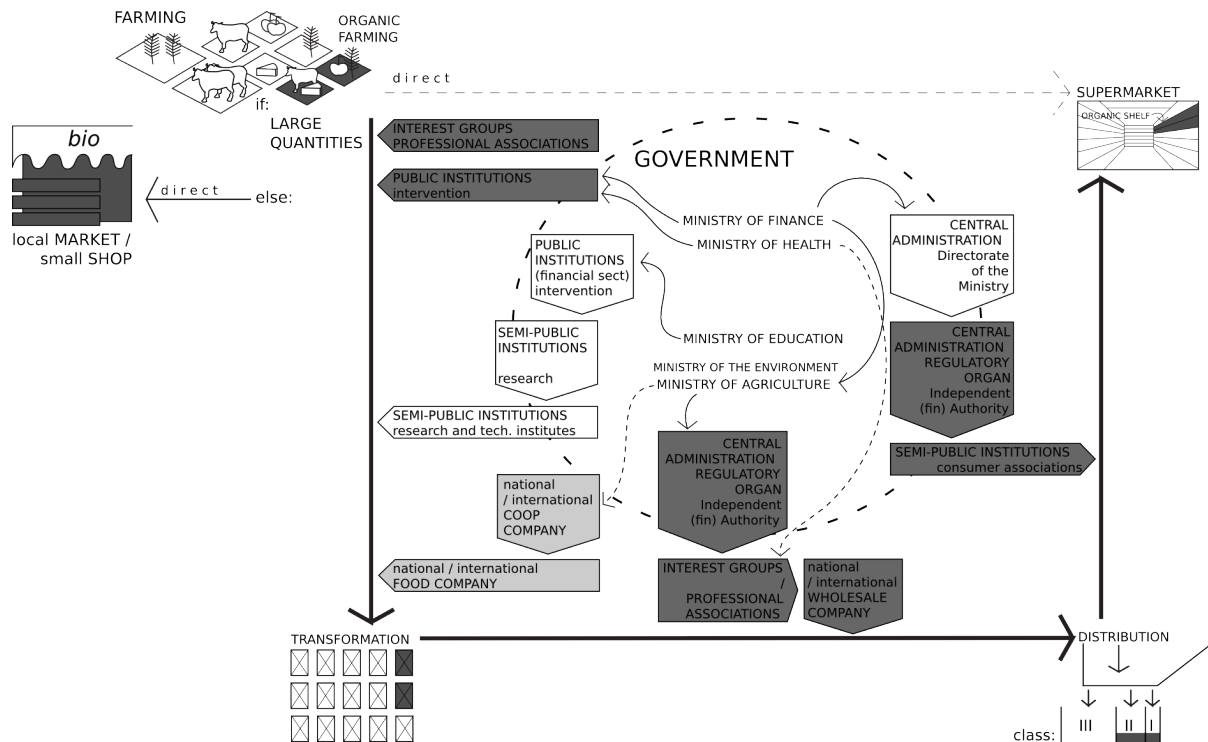 FARMING
ORGANIC
FARMING
direct
if:
LARGE
QUANTITIES
SUPERMARKET
ORGANIC SHELF
bio
direct
else:
local MARKET /
small SHOP
INTEREST GROUPS
PROFESSIONAL ASSOCIATIONS
GOVERNMENT
PUBLIC INSTITUTIONS
intervention
MINISTRY OF FINANCE
MINISTRY OF HEALTH
CENTRAL
ADMINISTRATION
Directorate
of the
Ministry
PUBLIC
INSTITUTIONS
(financial sect)
intervention
SEMI-PUBLIC
INSTITUTIONS
research
MINISTRY OF EDUCATION
MINISTRY OF THE ENVIRONMENT
MINISTRY OF AGRICULTURE
CENTRAL
ADMINISTRATION
REGULATORY
ORGAN
Independent
(fin) Authority
SEMI-PUBLIC INSTITUTIONS
research and tech. institutes
CENTRAL
ADMINISTRATION
REGULATORY
ORGAN
Independent
(fin) Authority
SEMI-PUBLIC INSTITUTIONS
consumer associations
national
/ international
COOP
COMPANY
national / international
FOOD COMPANY
INTEREST GROUPS
/
PROFESSIONAL
ASSOCIATIONS
national
/ international
WHOLESALE
COMPANY
TRANSFORMATION
DISTRIBUTION
class:
III
II
I